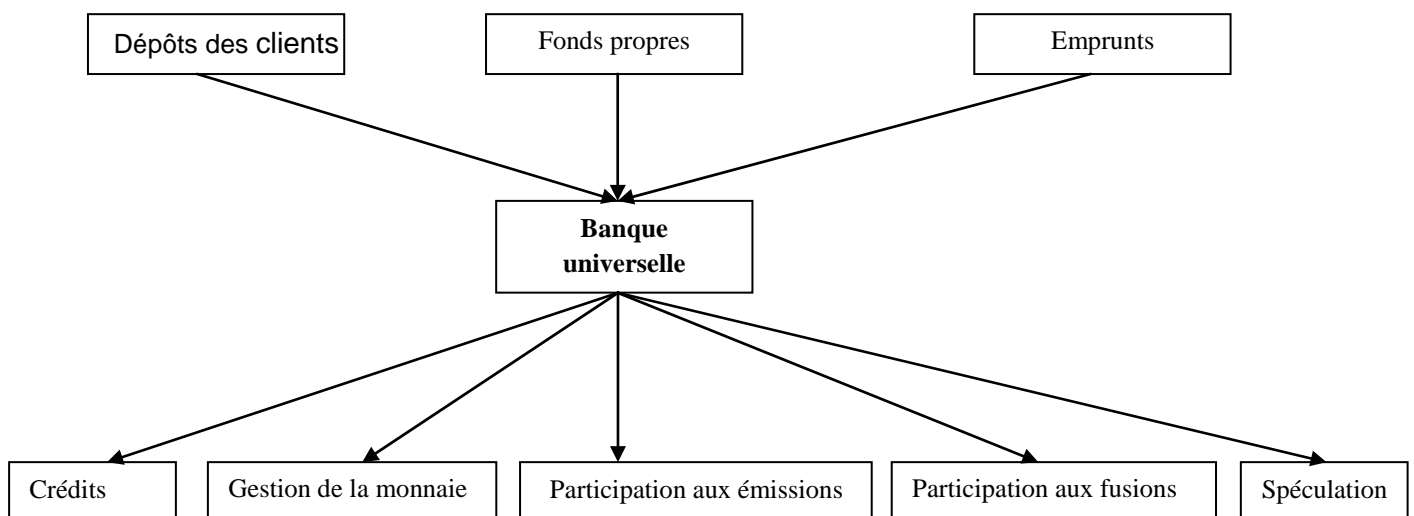 Dépôts des clients
Fonds propres
Emprunts
Banque
universelle
Crédits
Gestion de la monnaie
Participation aux émissions
Participation aux fusions
Spéculation